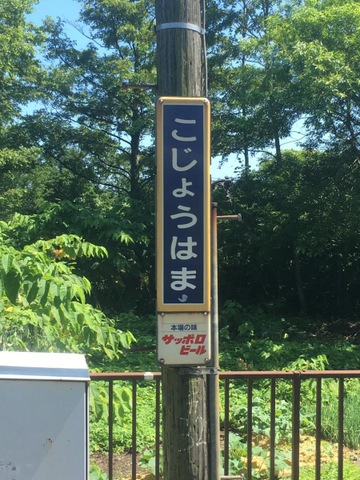 こじょうはま
本場の味
サッポロ
ビール